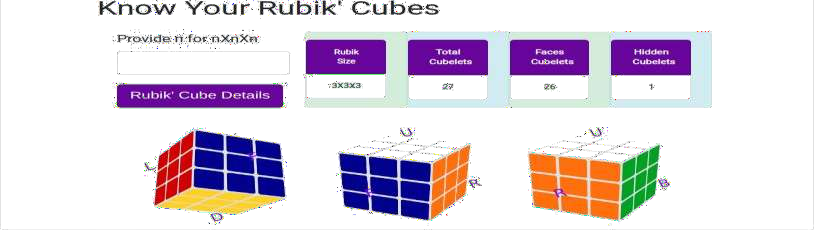 Know Your Rubik' Cubes
Provide n for nXnXn
Rubik' Cube Details
Rubik Size
Total Cubelets
Faces Cubelets
Hidden Cubelets
3X3X3
27
26
1
U
U
L
F
F
R
R
B
D